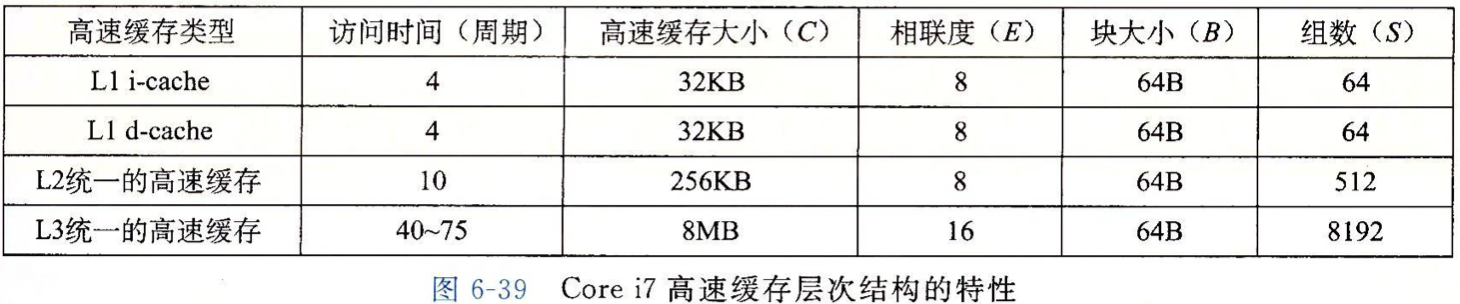 高速缓存类型 访问时间（周期） 高速缓存大小（C） 相联度（E） 块大小（B） 组数（S）
L1 i-cache 4 32KB 8 64B 64
L1 d-cache 4 32KB 8 64B 64
L2统一的高速缓存 10 256KB 8 64B 512
L3统一的高速缓存 40~75 8MB 16 64B 8192
图 6-39 Core i7 高速缓存层次结构的特性